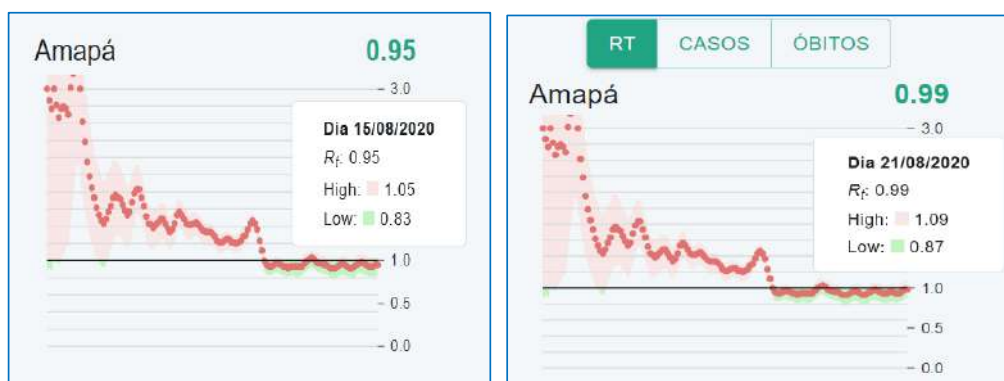 Amapá 0.95
3.0
Dia 15/08/2020
Rt: 0.95
High: 1.05
Low: 0.83
1.0
0.5
0.0
RT CASOS ÓBITOS
Amapá 0.99
3.0
Dia 21/08/2020
Rt: 0.99
High: 1.09
Low: 0.87
1.0
0.5
0.0